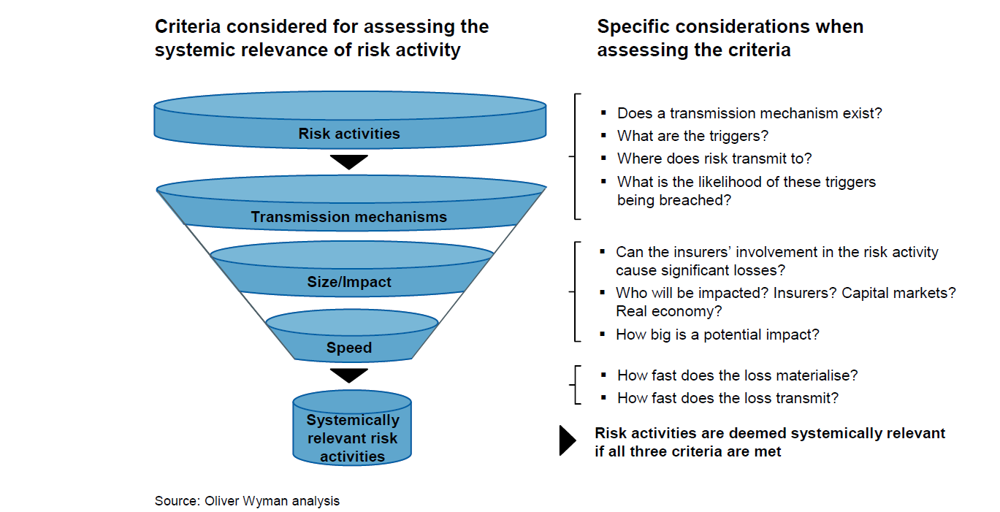 Criteria considered for assessing the
systemic relevance of risk activity
Risk activities
Transmission mechanisms
Size/Impact
Speed
Systemically
relevant risk
activities
Specific considerations when
assessing the criteria
▪ Does a transmission mechanism exist?
▪ What are the triggers?
▪ Where does risk transmit to?
▪ What is the likelihood of these triggers
being breached?
▪ Can the insurers’ involvement in the risk activity
cause significant losses?
▪ Who will be impacted? Insurers? Capital markets?
Real economy?
▪ How big is a potential impact?
▪ How fast does the loss materialise?
▪ How fast does the loss transmit?
Risk activities are deemed systemically relevant
if all three criteria are met
Source: Oliver Wyman analysis